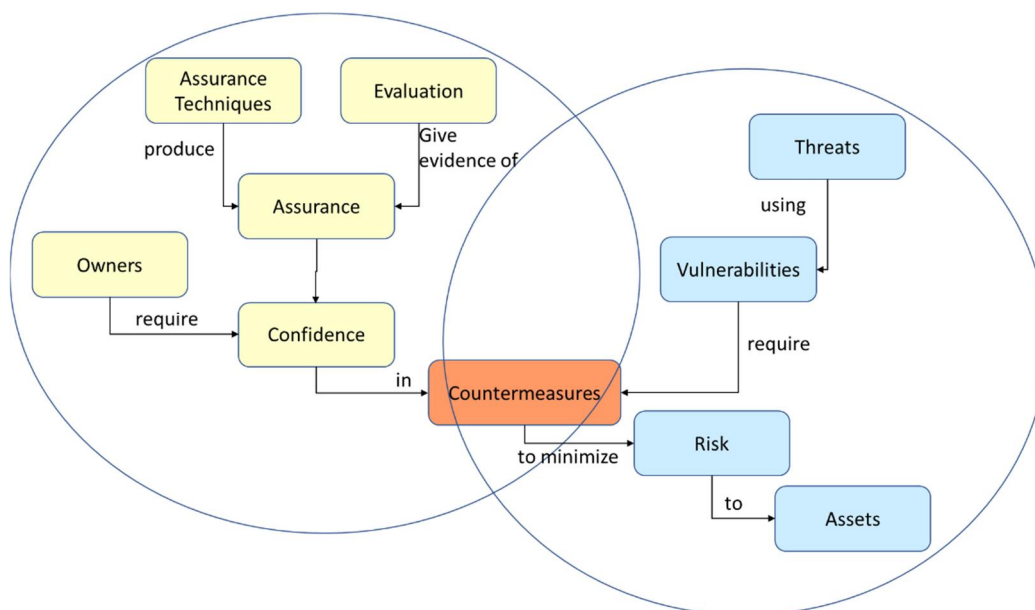 Assurance
Techniques
Evaluation
produce
Give
evidence of
Threats
using
Assurance
Owners
Vulnerabilities
require
Confidence
require
in
Countermeasures
to minimize
Risk
to
Assets